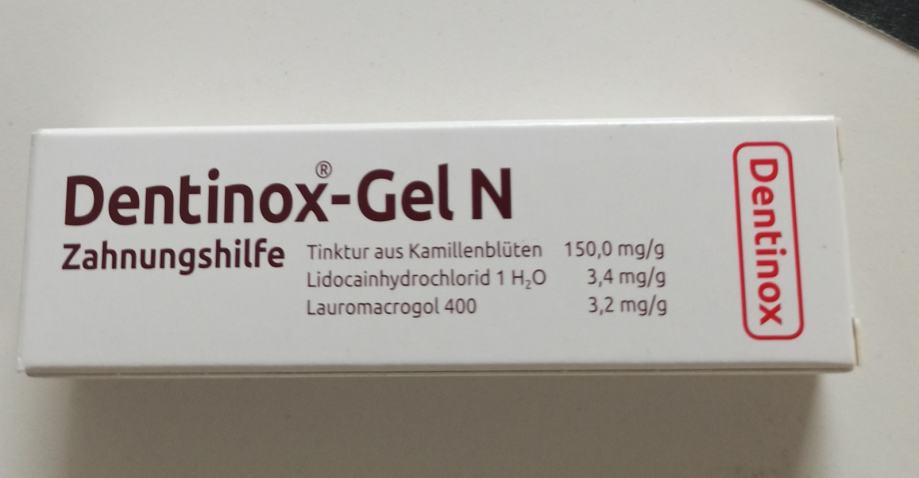 Dentinox®-Gel N
Zahnungshilfe
Tinktur aus Kamillenblüten 150,0 mg/g
Lidocainhydrochlorid 1 H₂O 3,4 mg/g
Lauromacrogol 400 3,2 mg/g
Dentinox